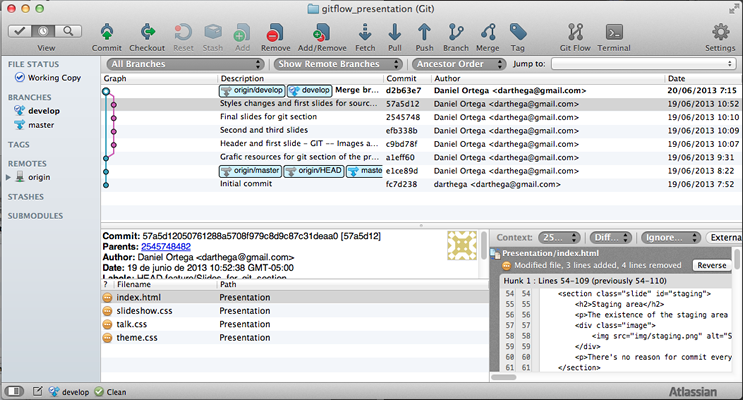 gitflow_presentation (Git)
View Commit Checkout Reset Stash Add Remove Add/Remove Fetch Pull Push Branch Merge Tag Git Flow Terminal Settings
FILE STATUS
Working Copy
BRANCHES
develop
master
TAGS
REMOTES
origin
STASHES
SUBMODULES
All Branches Show Remote Branches Ancestor Order Jump to:
Graph Description Commit Author Date
origin/develop develop Merge br... d2b63e7 Daniel Ortega <darthega@gmail.com> 20/06/2013 7:15
Styles changes and first slides for sourc... 57a5d12 Daniel Ortega <darthega@gmail.com> 19/06/2013 10:52
Final slides for git section 2545748 Daniel Ortega <darthega@gmail.com> 19/06/2013 10:10
Second and third slides efb338b Daniel Ortega <darthega@gmail.com> 19/06/2013 10:09
Header and first slide - GIT -- Images a... c9bd78f Daniel Ortega <darthega@gmail.com> 19/06/2013 10:07
Grafic resources for git section of the pr... a1eff60 Daniel Ortega <darthega@gmail.com> 19/06/2013 9:31
origin/master origin/HEAD maste e1ce89d Daniel Ortega <darthega@gmail.com> 19/06/2013 8:22
Initial commit fc7d238 darthega <darthega@gmail.com> 19/06/2013 7:52
Commit: 57a5d12050761288a5708f979c8d9c87c31deaa0 [57a5d12]
Parents: 2545748482
Author: Daniel Ortega <darthega@gmail.com>
Date: 19 de junio de 2013 10:52:38 GMT-05:00
Labels: HEAD feature/Slides_for_git_section
? Filename Path
index.html Presentation
slideshow.css Presentation
talk.css Presentation
theme.css Presentation
Context: 25... Diff... Ignore... Externa
Presentation/index.html
Modified file, 3 lines added, 4 lines removed Reverse
Hunk 1 : Lines 54-109 (previously 54-110)
54 54 <section class="slide" id="staging">
55 55 <h2>Staging area</h2>
56 56 <p>The existence of the staging area
57 57 <div class="image">
58 58 <img src="img/staging.png" alt="S
59 59 </div>
60 60 <p>There's no reason for commit every
61 61 </section>
develop Clean Atlassian